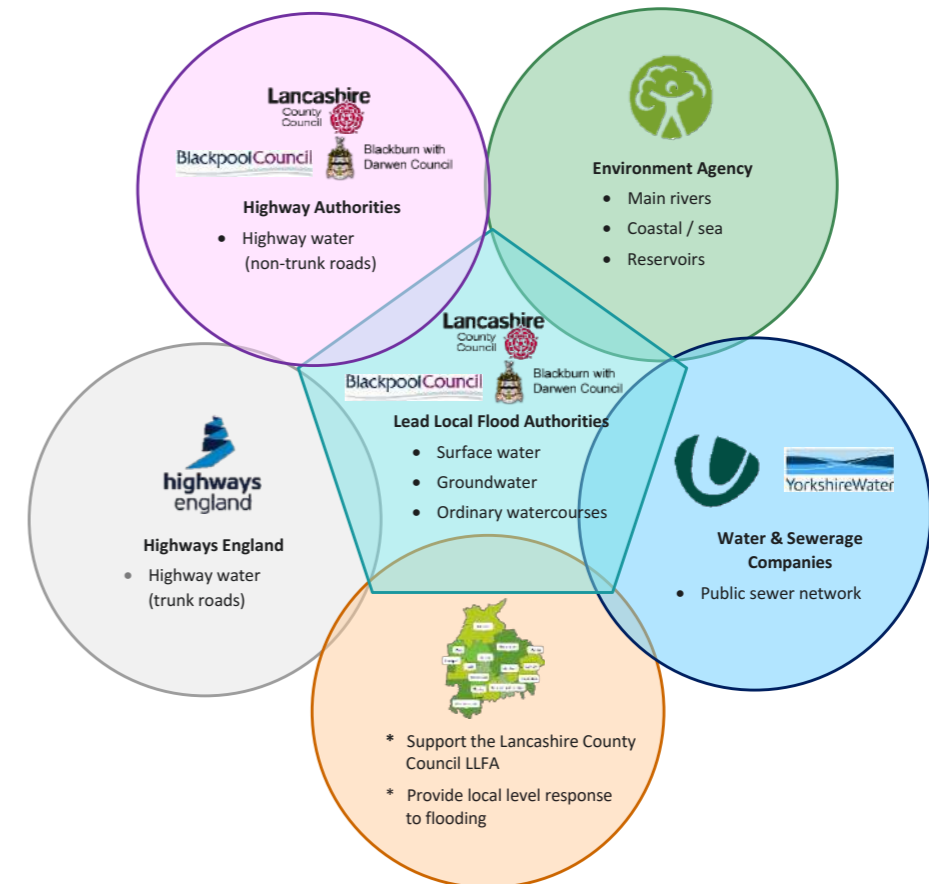 Lancashire
County
Council
BlackpoolCouncil
Blackburn with
Darwen Council
Highway Authorities
• Highway water
(non-trunk roads)
Environment Agency
• Main rivers
• Coastal / sea
• Reservoirs
Lancashire
County
Council
BlackpoolCouncil
Blackburn with
Darwen Council
Lead Local Flood Authorities
• Surface water
• Groundwater
• Ordinary watercourses
highways
england
Highways England
• Highway water
(trunk roads)
YorkshireWater
Water & Sewerage
Companies
• Public sewer network
* Support the Lancashire County
Council LLFA
* Provide local level response
to flooding